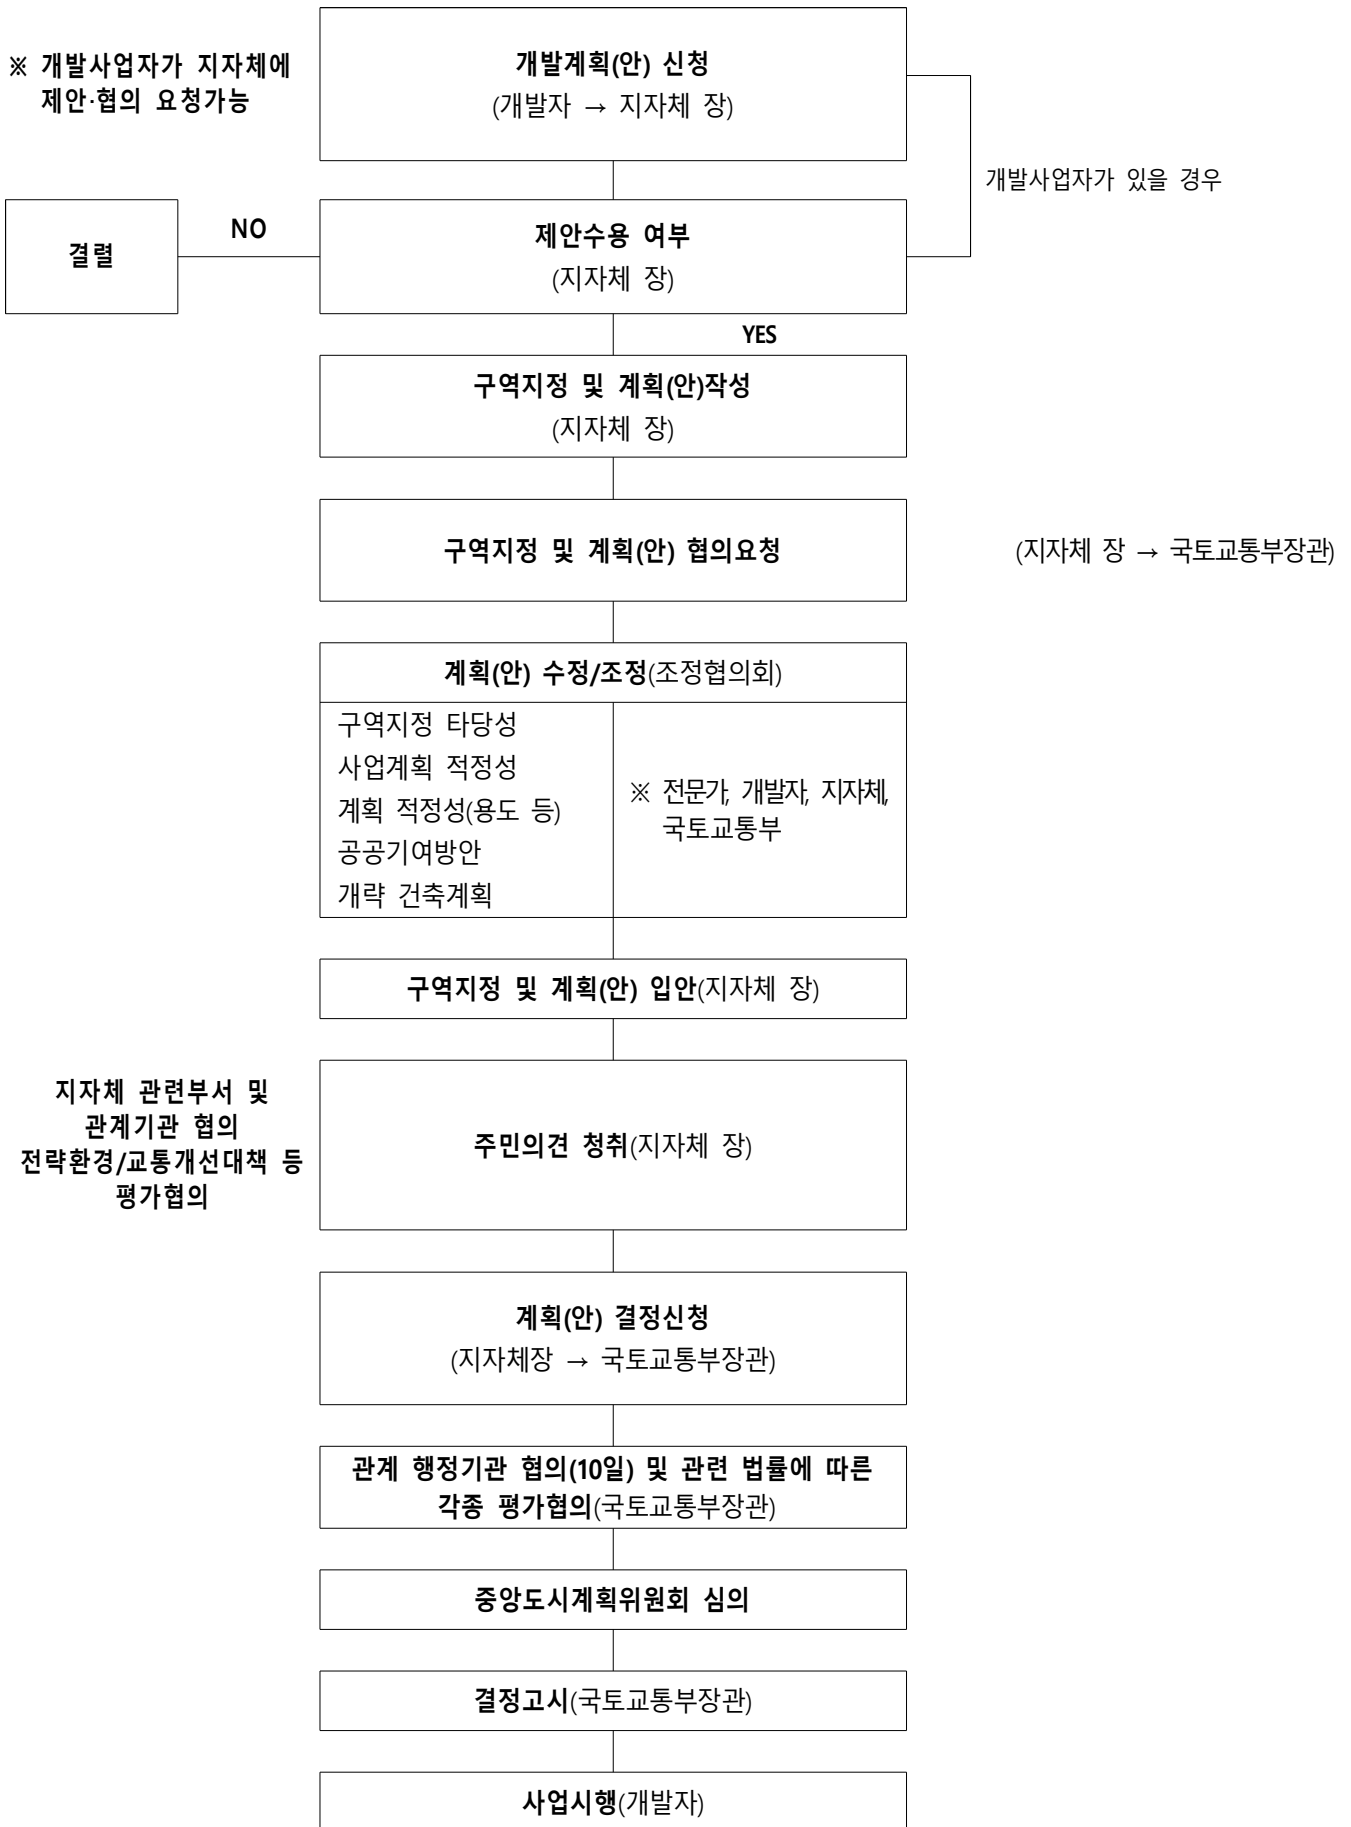 ※ 개발사업자가 지자체에
제안·협의 요청가능
개발계획(안) 신청
(개발자 → 지자체 장)
개발사업자가 있을 경우
결렬
NO
제안수용 여부
(지자체 장)
YES
구역지정 및 계획(안)작성
(지자체 장)
구역지정 및 계획(안) 협의요청
(지자체 장 → 국토교통부장관)
계획(안) 수정/조정(조정협의회)
구역지정 타당성
사업계획 적정성
계획 적정성(용도 등)
공공기여방안
개략 건축계획
※ 전문가, 개발자, 지자체,
국토교통부
구역지정 및 계획(안) 입안(지자체 장)
지자체 관련부서 및
관계기관 협의
전략환경/교통개선대책 등
평가협의
주민의견 청취(지자체 장)
계획(안) 결정신청
(지자체장 → 국토교통부장관)
관계 행정기관 협의(10일) 및 관련 법률에 따른
각종 평가협의(국토교통부장관)
중앙도시계획위원회 심의
결정고시(국토교통부장관)
사업시행(개발자)